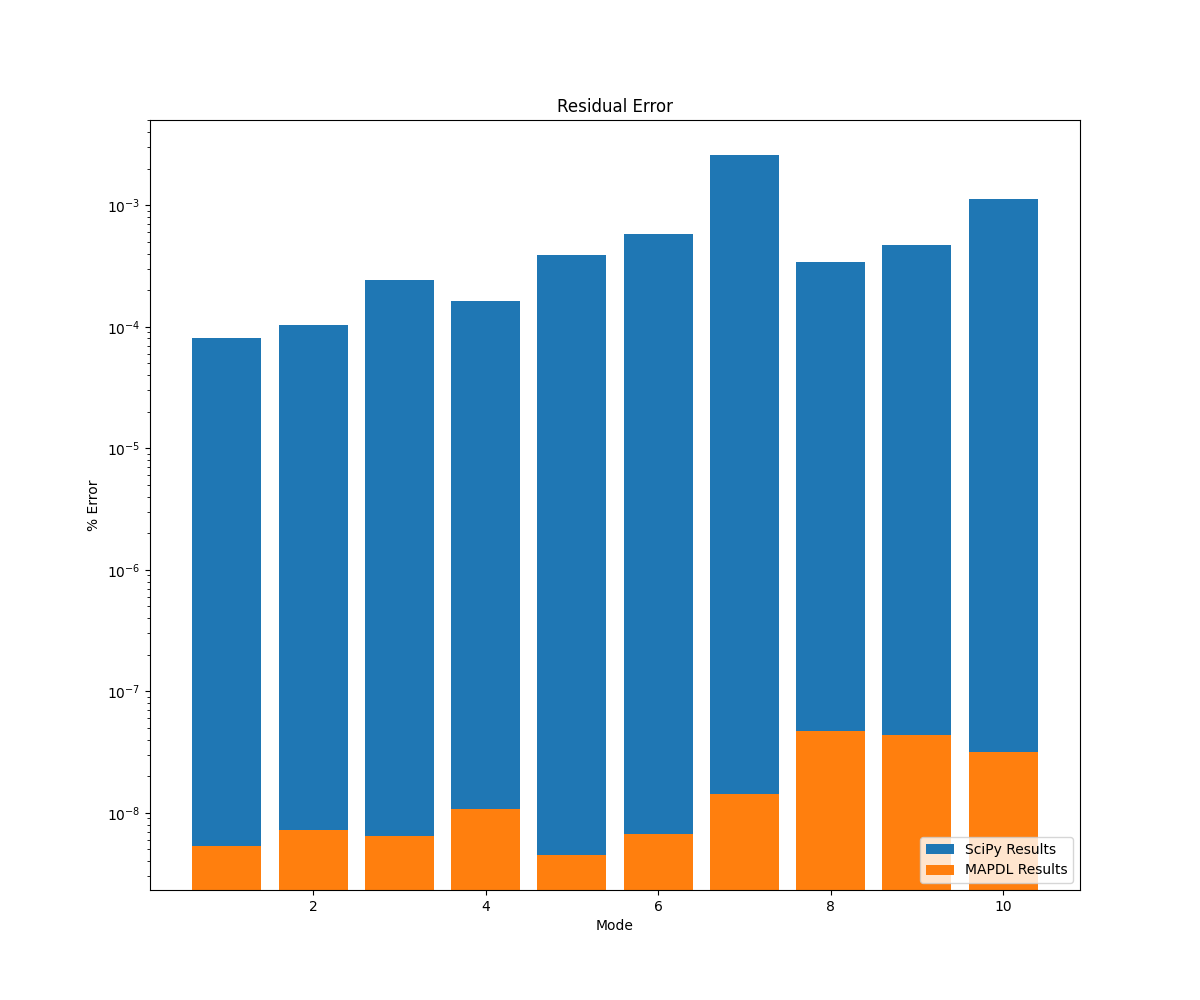 Residual Error
% Error
10⁻³
10⁻⁴
10⁻⁵
10⁻⁶
10⁻⁷
10⁻⁸
SciPy Results
MAPDL Results
2 4 6 8 10
Mode